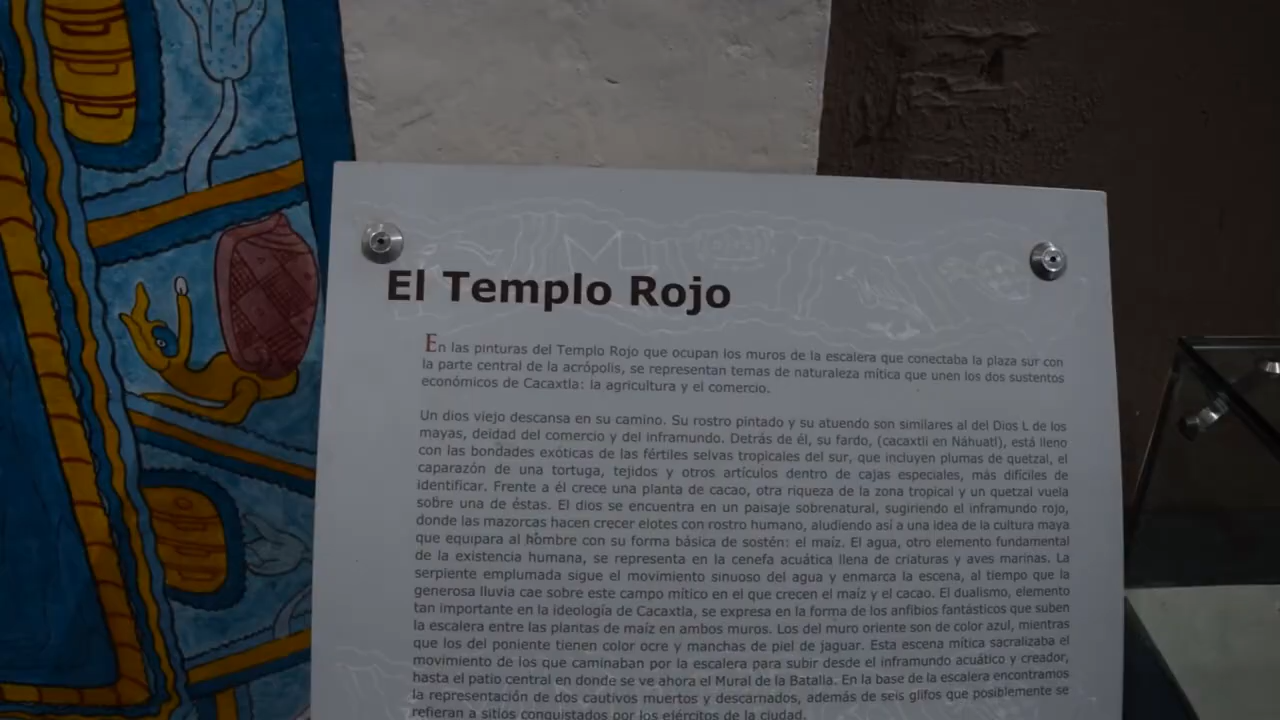 El Templo Rojo
En las pinturas del Templo Rojo que ocupan los muros de la escalera que conectaba la plaza sur con
la parte central de la acrópolis, se representan temas de naturaleza mítica que unen los dos sustentos
económicos de Cacaxtla: la agricultura y el comercio.
Un dios viejo descansa en su camino. Su rostro pintado y su atuendo son similares al del Dios L de los
mayas, deidad del comercio y del inframundo. Detrás de él, su fardo, (cacaxtli en Náhuatl), está lleno
con las bondades exóticas de las fértiles selvas tropicales del sur, que incluyen plumas de quetzal, el
caparazón de una tortuga, tejidos y otros artículos dentro de cajas especiales, más difíciles de
identificar. Frente a él crece una planta de cacao, otra riqueza de la zona tropical y un quetzal vuela
sobre una de éstas. El dios se encuentra en un paisaje sobrenatural, sugiriendo el inframundo rojo,
donde las mazorcas hacen crecer elotes con rostro humano, aludiendo así a una idea de la cultura maya
que equipara al hombre con su forma básica de sostén: el maíz. El agua, otro elemento fundamental
de la existencia humana, se representa en la cenefa acuática llena de criaturas y aves marinas. La
serpiente emplumada sigue el movimiento sinuoso del agua y enmarca la escena, al tiempo que la
generosa lluvia cae sobre este campo mítico en el que crecen el maíz y el cacao. El dualismo, elemento
tan importante en la ideología de Cacaxtla, se expresa en la forma de los anfibios fantásticos que suben
la escalera entre las plantas de maíz en ambos muros. Los del muro oriente son de color azul, mientras
que los del poniente tienen color ocre y manchas de piel de jaguar. Esta escena mítica sacralizaba el
movimiento de los que caminaban por la escalera para subir desde el inframundo acuático y creador,
hasta el patio central en donde se ve ahora el Mural de la Batalla. En la base de la escalera encontramos
la representación de dos cautivos muertos y descarnados, además de seis glifos que posiblemente se
refieran a sitios conquistados por los ejércitos de la ciudad.